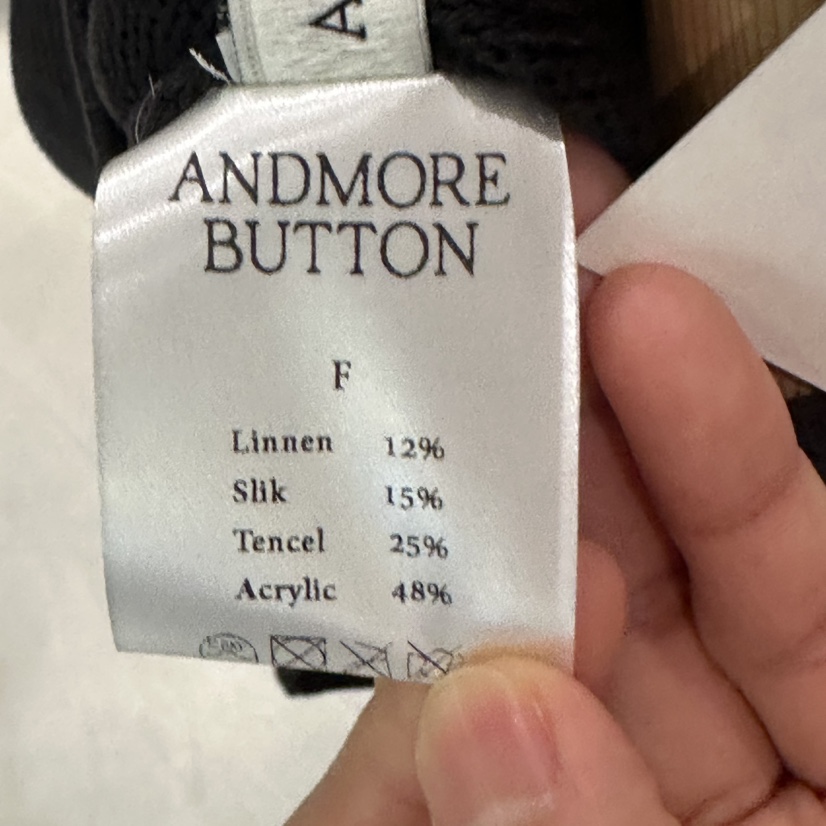 A
ANDMORE
BUTTON
F
Linnen 12%
Slik 15%
Tencel 25%
Acrylic 48%